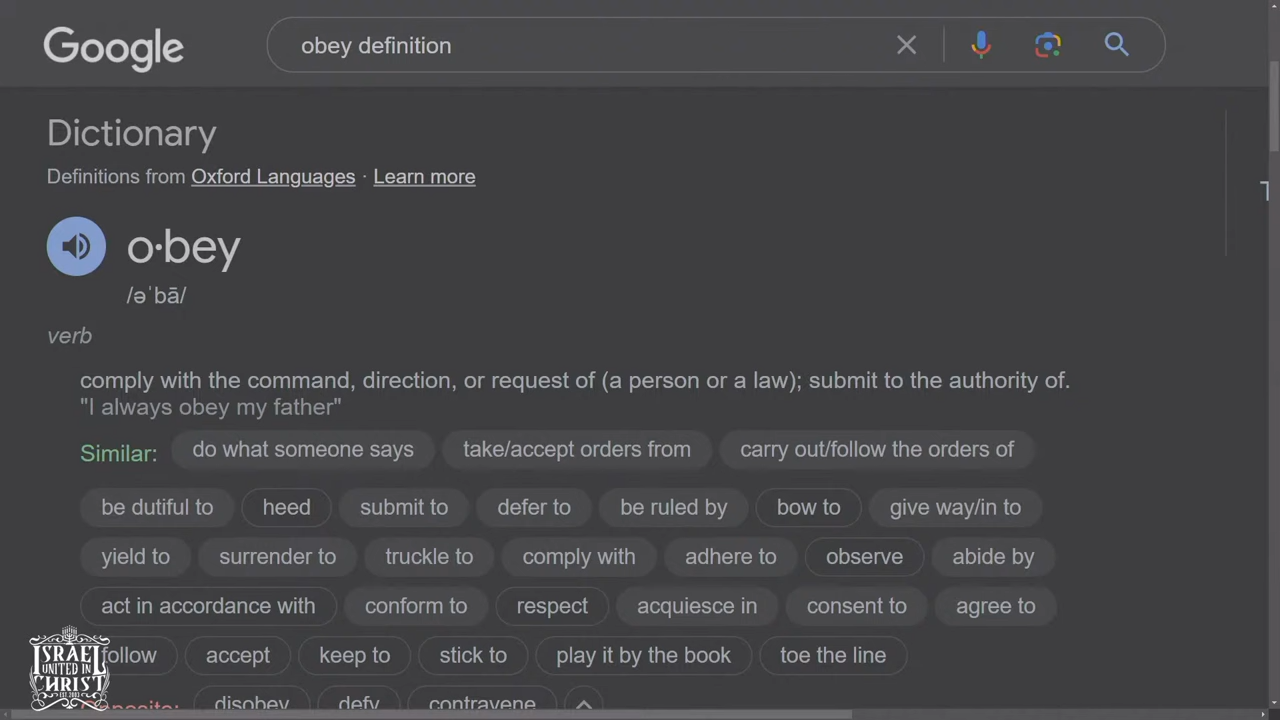 Google
obey definition
Dictionary
Definitions from Oxford Languages · Learn more
T
o·bey
/əˈbā/
verb
comply with the command, direction, or request of (a person or a law); submit to the authority of.
"I always obey my father"
Similar: do what someone says take/accept orders from carry out/follow the orders of
be dutiful to heed submit to defer to be ruled by bow to give way/in to
yield to surrender to truckle to comply with adhere to observe abide by
act in accordance with conform to respect acquiesce in consent to agree to
follow accept keep to stick to play it by the book toe the line
Opposite: disobey defy contravene
ISRAEL
UNITED IN
CHRIST
EST. 2003